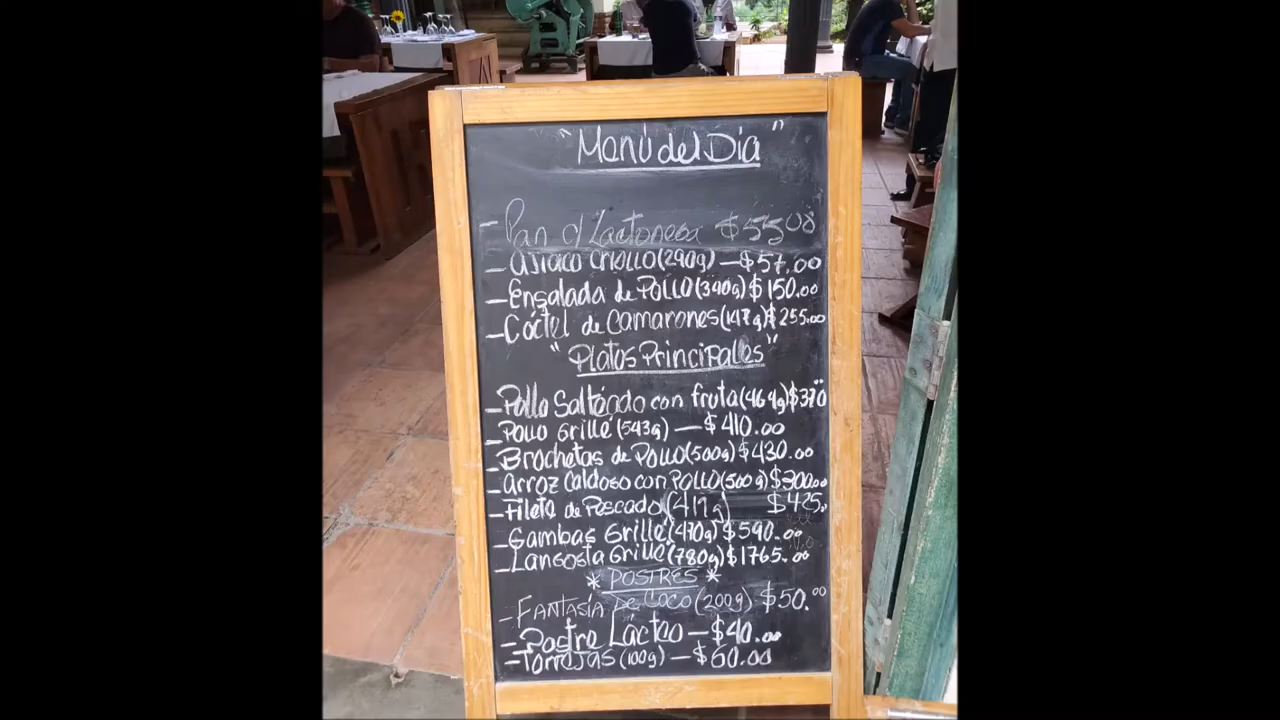 "Menú del Día"
- Pan c/ Lactonesa $55.00
- Ajiaco Criollo (290g) - $57.00
- Ensalada de Pollo (390g) $150.00
- Cóctel de Camarones (147g) $255.00
"Platos Principales"
- Pollo Salteado con fruta (464g) $370
- Pollo Grillé (543g) - $410.00
- Brochetas de Pollo (500g) $430.00
- Arroz Caldoso con Pollo (500g) $300.00
- Filete de Pescado (419g) $425.
- Gambas Grillé (470g) $590.00
- Langosta Grillé (780g) $1765.00
* POSTRES *
- Fantasía de Coco (200g) $50.00
- Postre Lácteo - $40.00
- Torrejas (100g) - $60.00